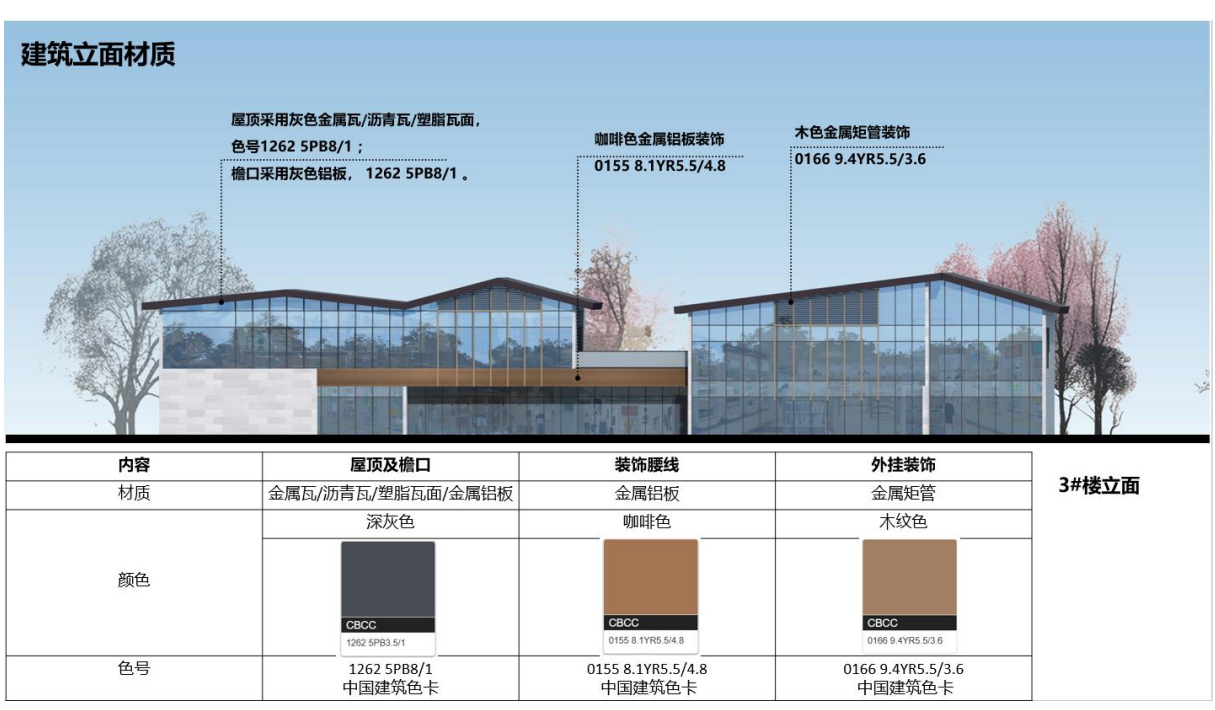 建筑立面材质
屋顶采用灰色金属瓦/沥青瓦/塑脂瓦面，
色号1262 5PB8/1；
檐口采用灰色铝板， 1262 5PB8/1 。
咖啡色金属铝板装饰
0155 8.1YR5.5/4.8
木色金属矩管装饰
0166 9.4YR5.5/3.6
内容 屋顶及檐口 装饰腰线 外挂装饰
材质 金属瓦/沥青瓦/塑脂瓦面/金属铝板 金属铝板 金属矩管
3#楼立面
深灰色 咖啡色 木纹色
颜色
CBCC CBCC CBCC
1262 5PB3.5/1 0155 8.1YR5.5/4.8 0166 9.4YR5.5/3.6
色号 1262 5PB8/1 0155 8.1YR5.5/4.8 0166 9.4YR5.5/3.6
中国建筑色卡 中国建筑色卡 中国建筑色卡